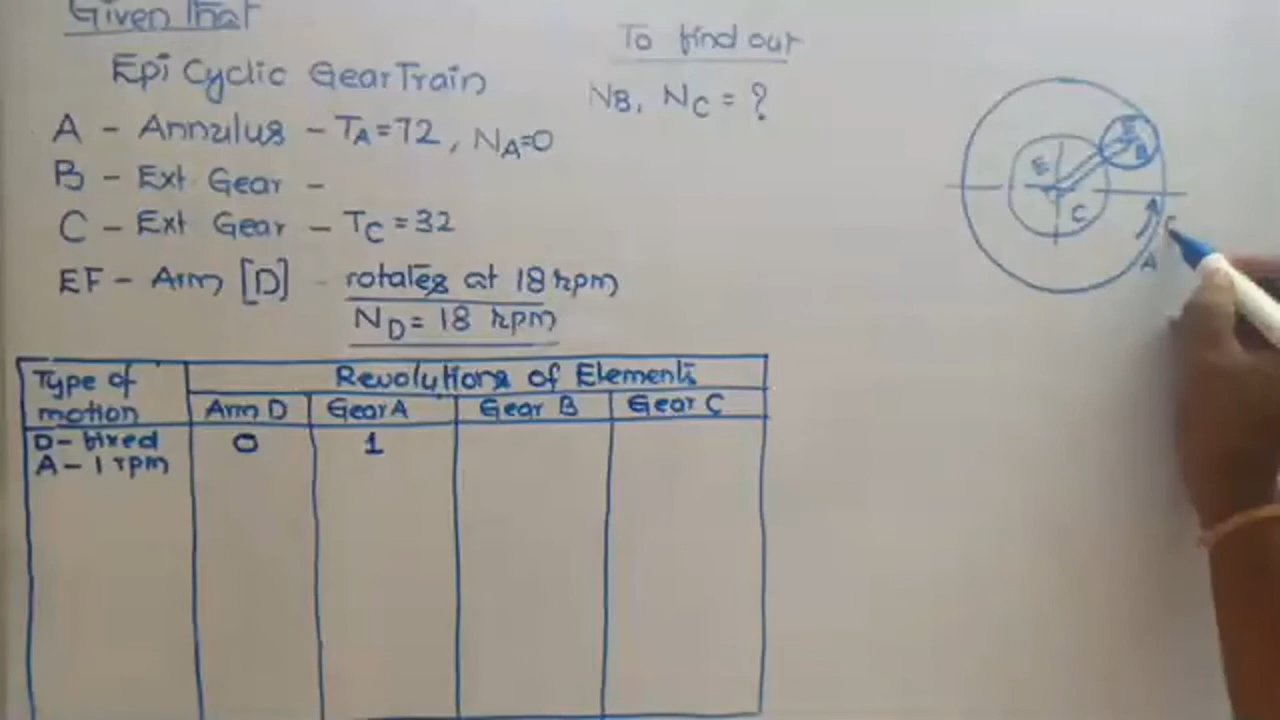 Given that
To find out
Epi Cyclic Gear Train
NB, NC = ?
A - Annulus - TA=72, NA=0
B - Ext Gear -
C - Ext Gear - TC = 32
EF - Arm [D] - rotates at 18 rpm
ND = 18 rpm
E
B
C
A
Type of motion
Revolutions of Elements
Arm D Gear A Gear B Gear C
D- fixed 0 1
A - 1 rpm